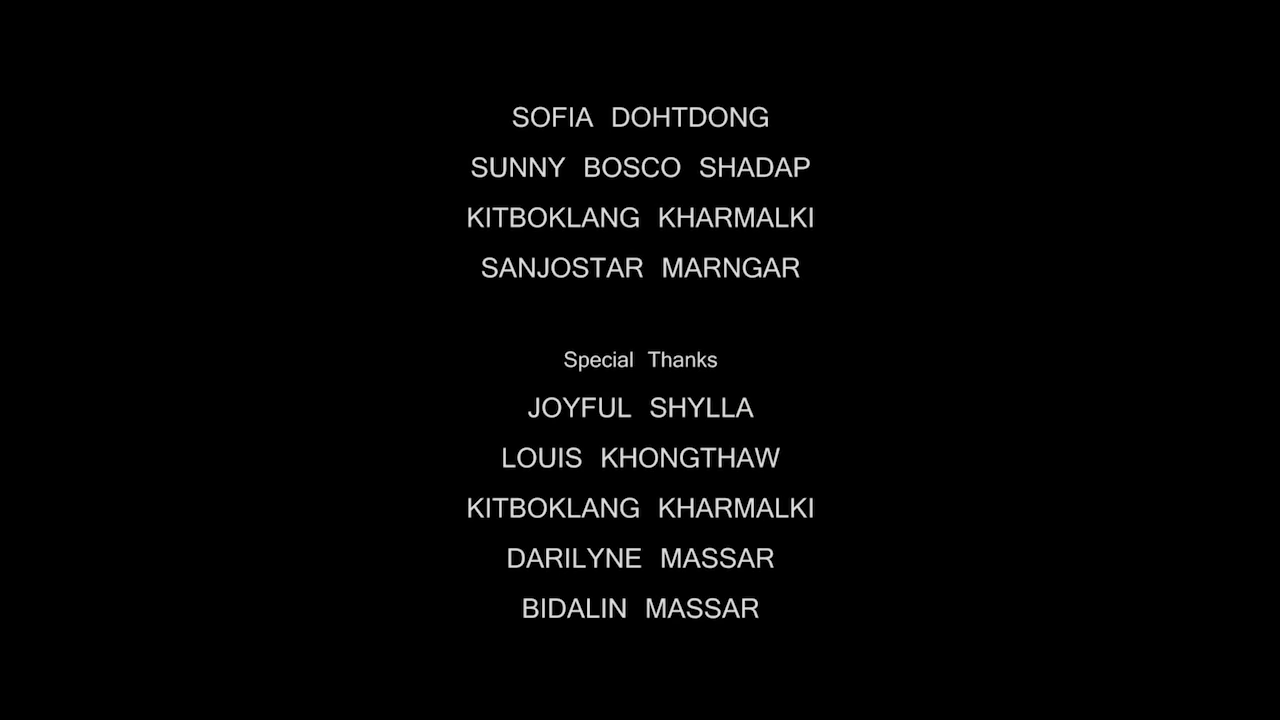 SOFIA DOHTDONG
SUNNY BOSCO SHADAP
KITBOKLANG KHARMALKI
SANJOSTAR MARNGAR
Special Thanks
JOYFUL SHYLLA
LOUIS KHONGTHAW
KITBOKLANG KHARMALKI
DARILYNE MASSAR
BIDALIN MASSAR